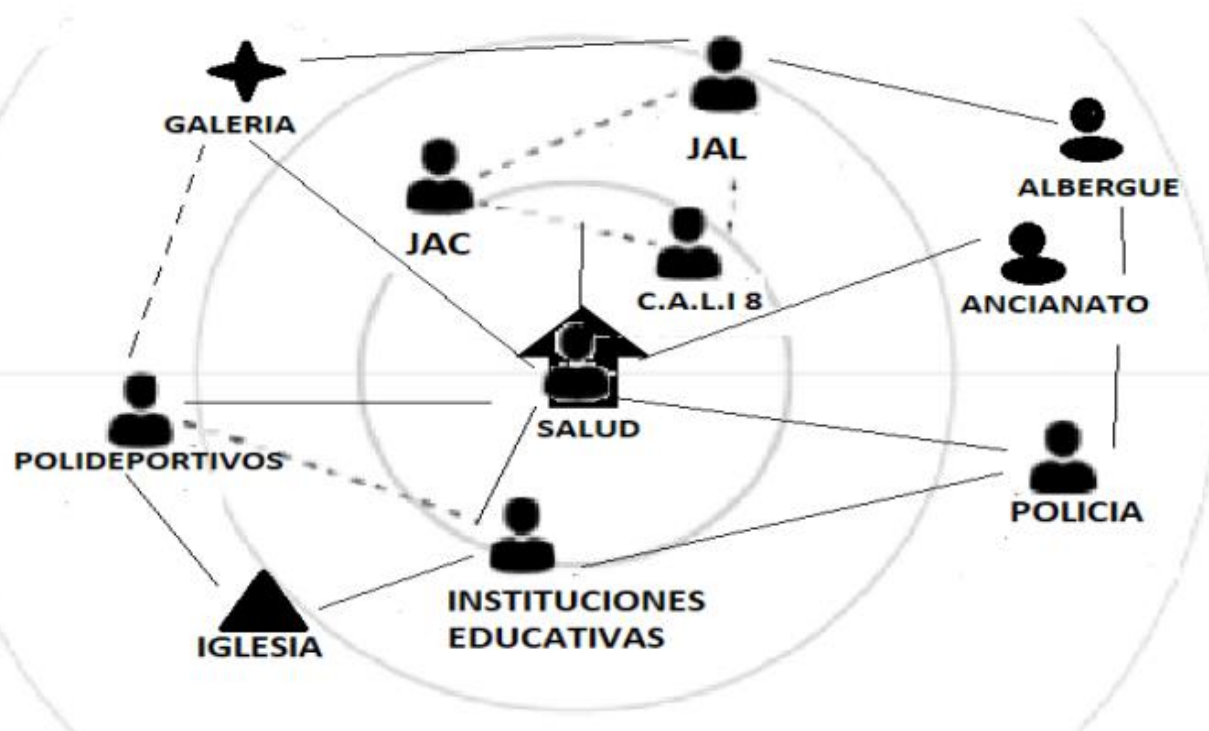 GALERIA
JAL
ALBERGUE
JAC
C.A.L.I 8
ANCIANATO
SALUD
POLIDEPORTIVOS
POLICIA
INSTITUCIONES
EDUCATIVAS
IGLESIA